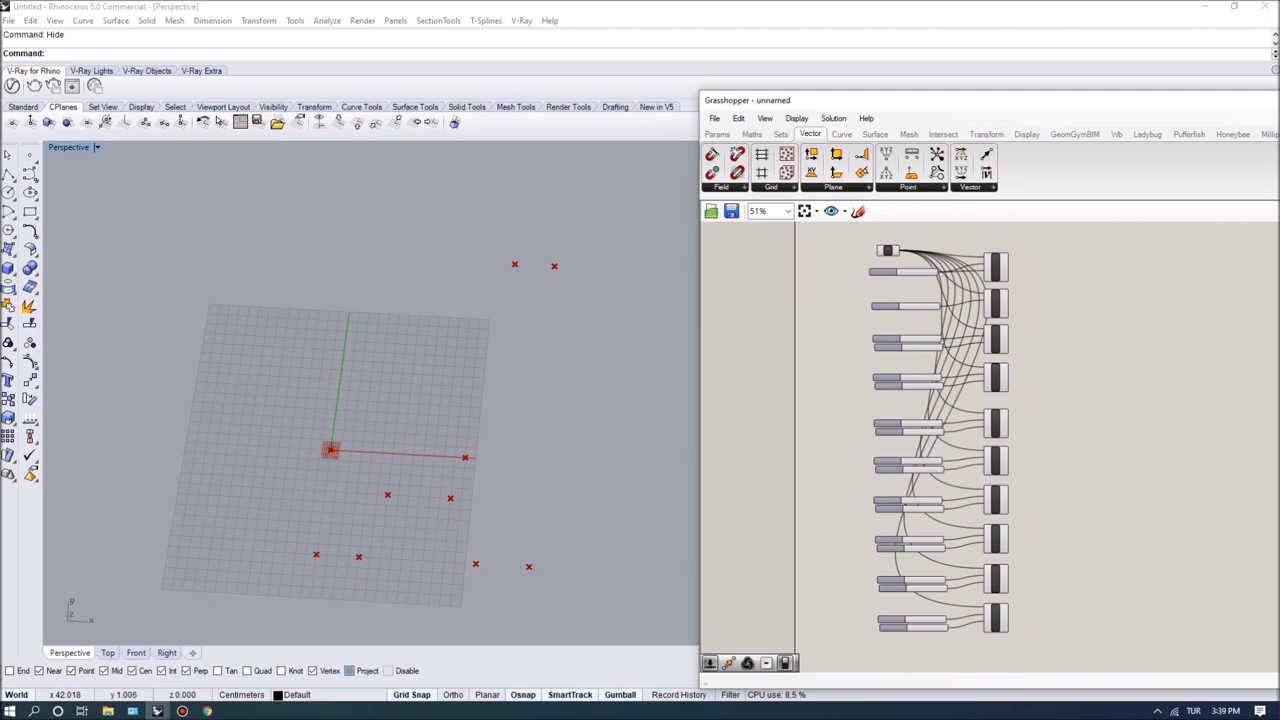 Untitled - Rhinoceros 5.0 Commercial - [Perspective]
File Edit View Curve Surface Solid Mesh Dimension Transform Tools Analyze Render Panels SectionTools T-Splines V-Ray Help
Command: Hide
Command:
V-Ray for Rhino V-Ray Lights V-Ray Objects V-Ray Extra
Standard CPlanes Set View Display Select Viewport Layout Visibility Transform Curve Tools Surface Tools Solid Tools Mesh Tools Render Tools Drafting New in V5
Perspective
Grasshopper - unnamed
File Edit View Display Solution Help
Params Maths Sets Vector Curve Surface Mesh Intersect Transform Display GeomGymBIM Wb Ladybug Pufferfish Honeybee Millip
Field Grid Plane Point Vector
51%
y
z x
Perspective Top Front Right
End Near Point Mid Cen Int Perp Tan Quad Knot Vertex Project Disable
World x 42.018 y 1.006 z 0.000 Centimeters Default Grid Snap Ortho Planar Osnap SmartTrack Gumball Record History Filter CPU use: 8.5 %
TUR 3:39 PM